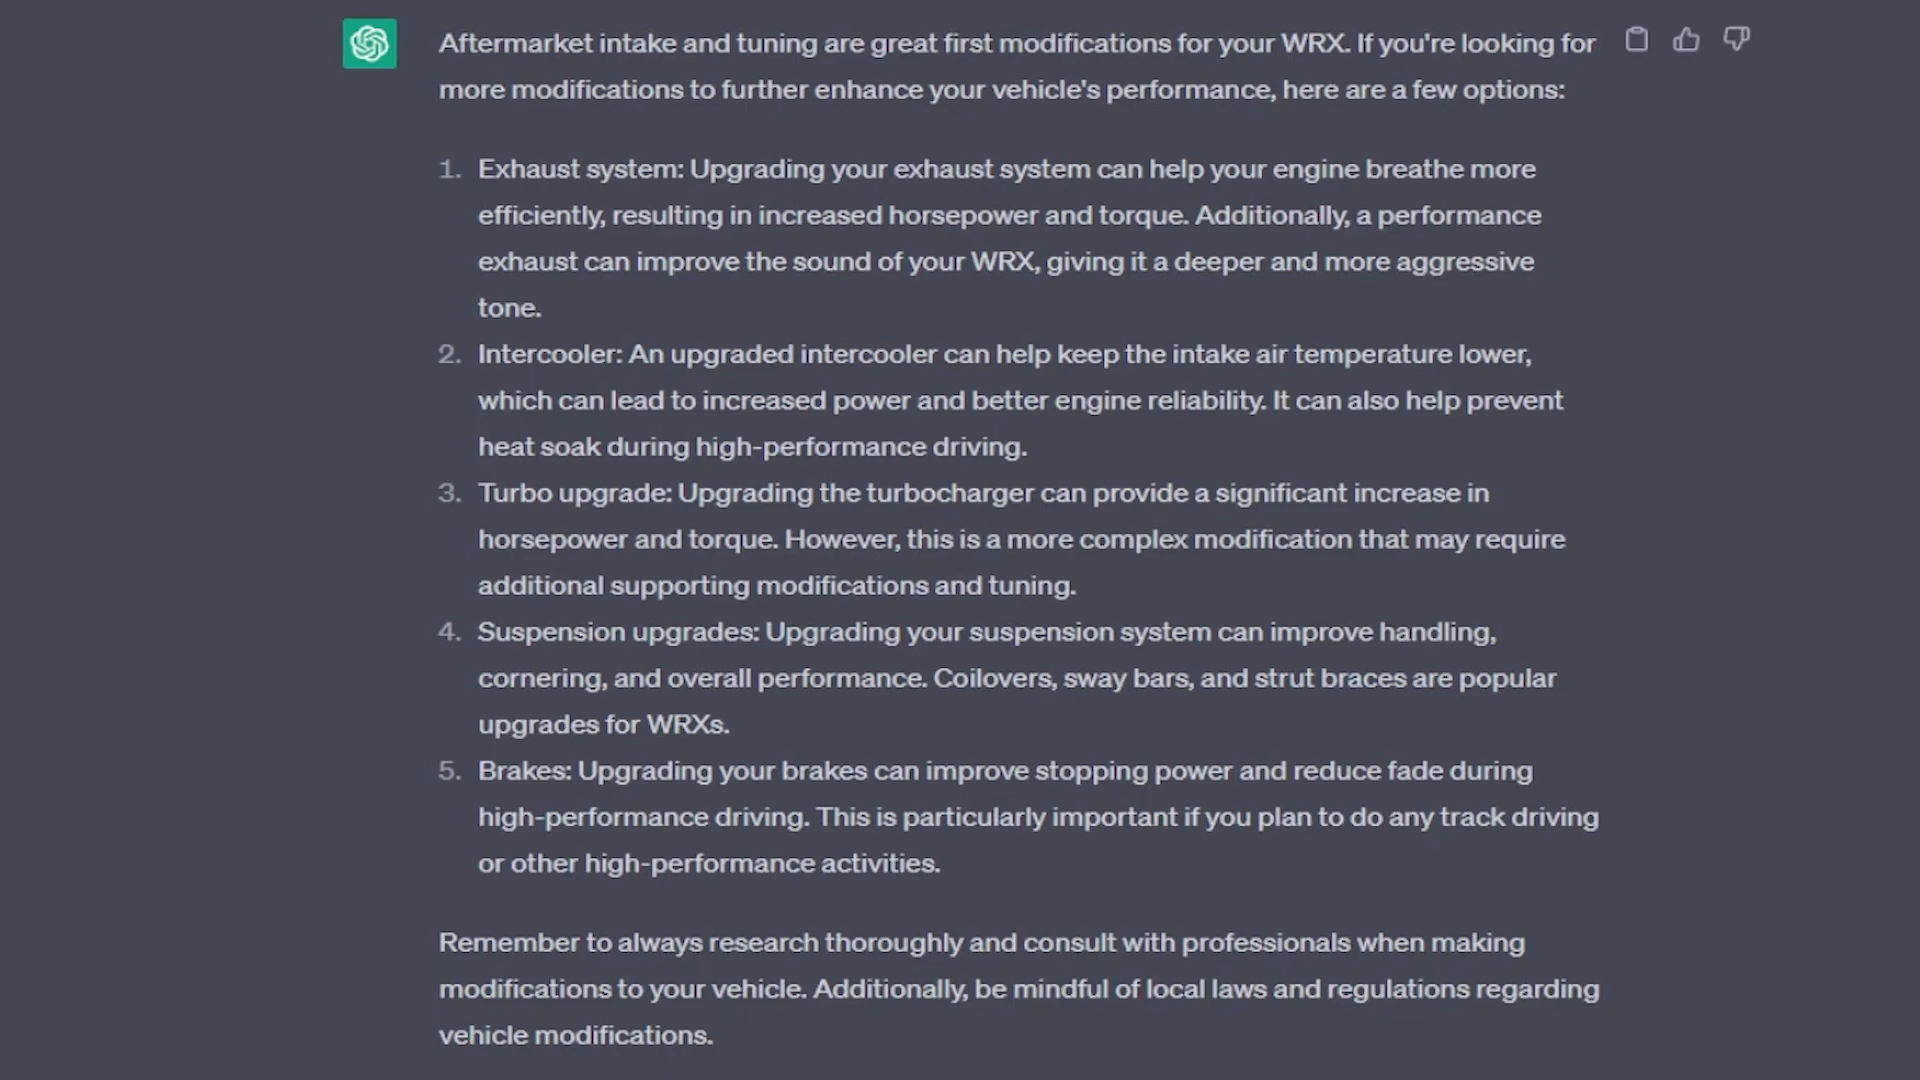 Aftermarket intake and tuning are great first modifications for your WRX. If you're looking for
more modifications to further enhance your vehicle's performance, here are a few options:
1. Exhaust system: Upgrading your exhaust system can help your engine breathe more
efficiently, resulting in increased horsepower and torque. Additionally, a performance
exhaust can improve the sound of your WRX, giving it a deeper and more aggressive
tone.
2. Intercooler: An upgraded intercooler can help keep the intake air temperature lower,
which can lead to increased power and better engine reliability. It can also help prevent
heat soak during high-performance driving.
3. Turbo upgrade: Upgrading the turbocharger can provide a significant increase in
horsepower and torque. However, this is a more complex modification that may require
additional supporting modifications and tuning.
4. Suspension upgrades: Upgrading your suspension system can improve handling,
cornering, and overall performance. Coilovers, sway bars, and strut braces are popular
upgrades for WRXs.
5. Brakes: Upgrading your brakes can improve stopping power and reduce fade during
high-performance driving. This is particularly important if you plan to do any track driving
or other high-performance activities.
Remember to always research thoroughly and consult with professionals when making
modifications to your vehicle. Additionally, be mindful of local laws and regulations regarding
vehicle modifications.